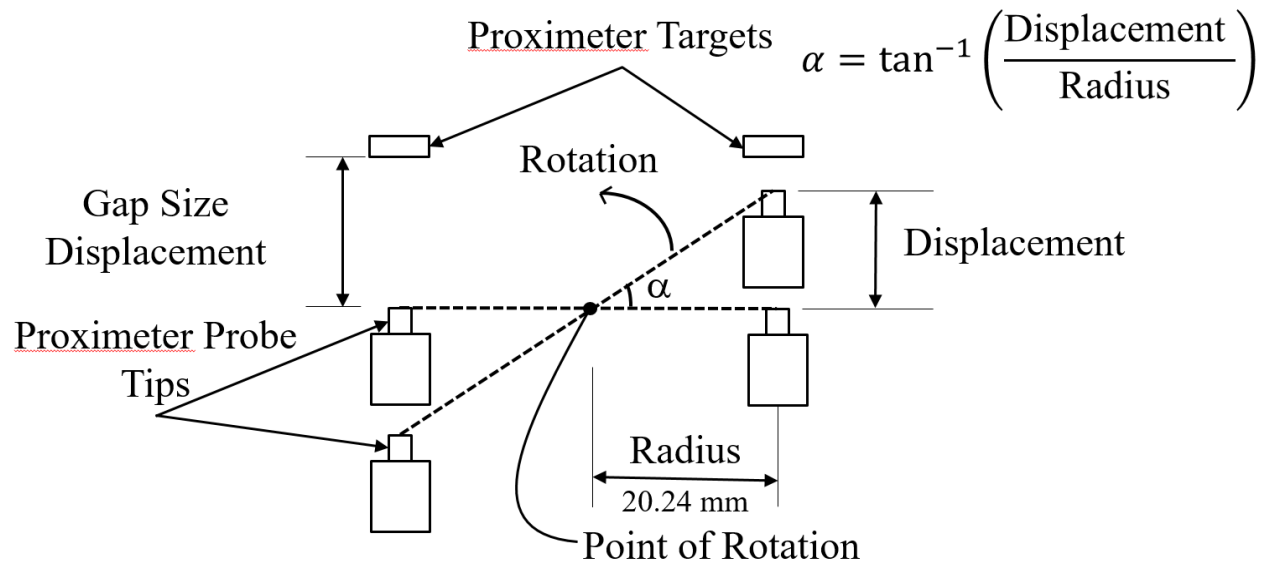 Proximeter Targets
α = tan⁻¹ (Displacement / Radius)
Rotation
Gap Size
Displacement
Displacement
α
Proximeter Probe
Tips
Radius
20.24 mm
Point of Rotation